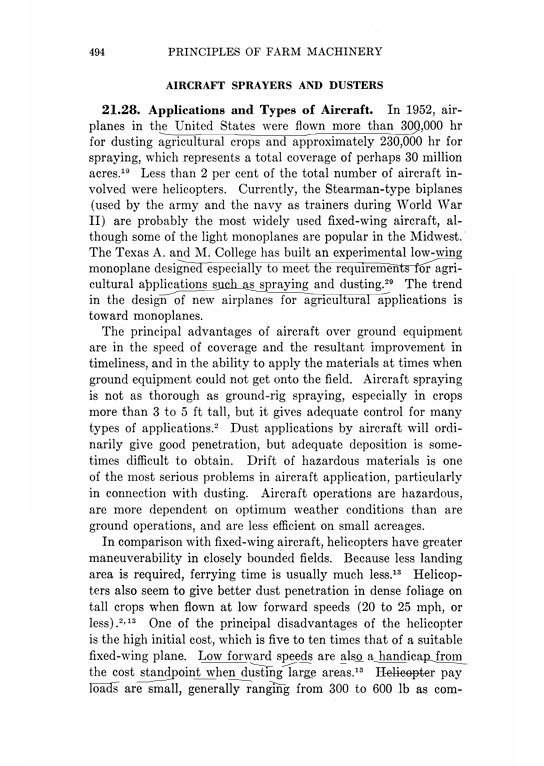 494 PRINCIPLES OF FARM MACHINERY
AIRCRAFT SPRAYERS AND DUSTERS
21.28. Applications and Types of Aircraft. In 1952, air-
planes in the United States were flown more than 300,000 hr
for dusting agricultural crops and approximately 230,000 hr for
spraying, which represents a total coverage of perhaps 30 million
acres.¹⁹ Less than 2 per cent of the total number of aircraft in-
volved were helicopters. Currently, the Stearman-type biplanes
(used by the army and the navy as trainers during World War
II) are probably the most widely used fixed-wing aircraft, al-
though some of the light monoplanes are popular in the Midwest.
The Texas A. and M. College has built an experimental low-wing
monoplane designed especially to meet the requirements for agri-
cultural applications such as spraying and dusting.²⁹ The trend
in the design of new airplanes for agricultural applications is
toward monoplanes.
The principal advantages of aircraft over ground equipment
are in the speed of coverage and the resultant improvement in
timeliness, and in the ability to apply the materials at times when
ground equipment could not get onto the field. Aircraft spraying
is not as thorough as ground-rig spraying, especially in crops
more than 3 to 5 ft tall, but it gives adequate control for many
types of applications.² Dust applications by aircraft will ordi-
narily give good penetration, but adequate deposition is some-
times difficult to obtain. Drift of hazardous materials is one
of the most serious problems in aircraft application, particularly
in connection with dusting. Aircraft operations are hazardous,
are more dependent on optimum weather conditions than are
ground operations, and are less efficient on small acreages.
In comparison with fixed-wing aircraft, helicopters have greater
maneuverability in closely bounded fields. Because less landing
area is required, ferrying time is usually much less.¹³ Helicop-
ters also seem to give better dust penetration in dense foliage on
tall crops when flown at low forward speeds (20 to 25 mph, or
less).²,¹³ One of the principal disadvantages of the helicopter
is the high initial cost, which is five to ten times that of a suitable
fixed-wing plane. Low forward speeds are also a handicap from
the cost standpoint when dusting large areas.¹³ Helicopter pay
loads are small, generally ranging from 300 to 600 lb as com-